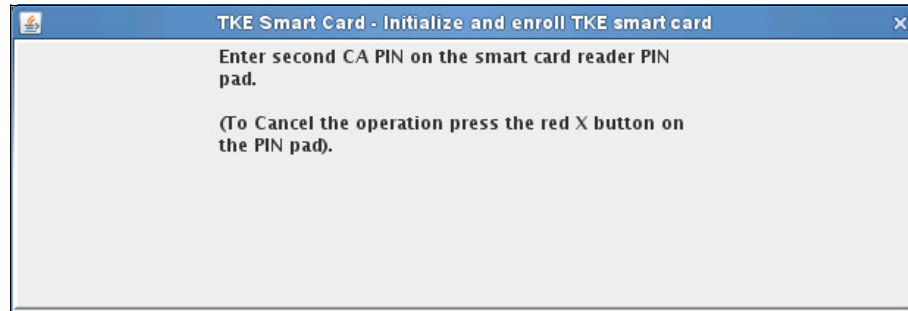 TKE Smart Card - Initialize and enroll TKE smart card
Enter second CA PIN on the smart card reader PIN
pad.
(To Cancel the operation press the red X button on
the PIN pad).